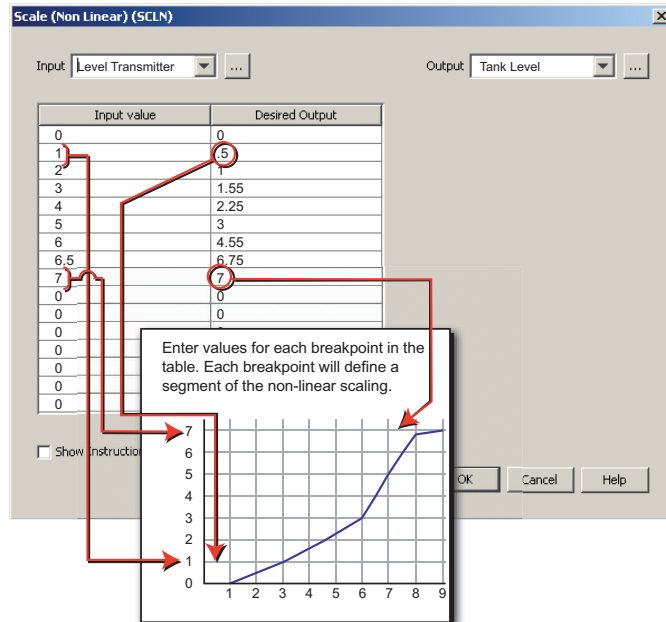 Scale (Non Linear) (SCLN)
Input Level Transmitter ... Output Tank Level ...
Input value Desired Output
0 0
1 .5
2 1
3 1.55
4 2.25
5 3
6 4.55
6.5 6.75
7 7
0 0
0 0
0
0
0
0
0
Enter values for each breakpoint in the
table. Each breakpoint will define a
segment of the non-linear scaling.
Show Instruction
OK Cancel Help
7
6
5
4
3
2
1
0
1 2 3 4 5 6 7 8 9